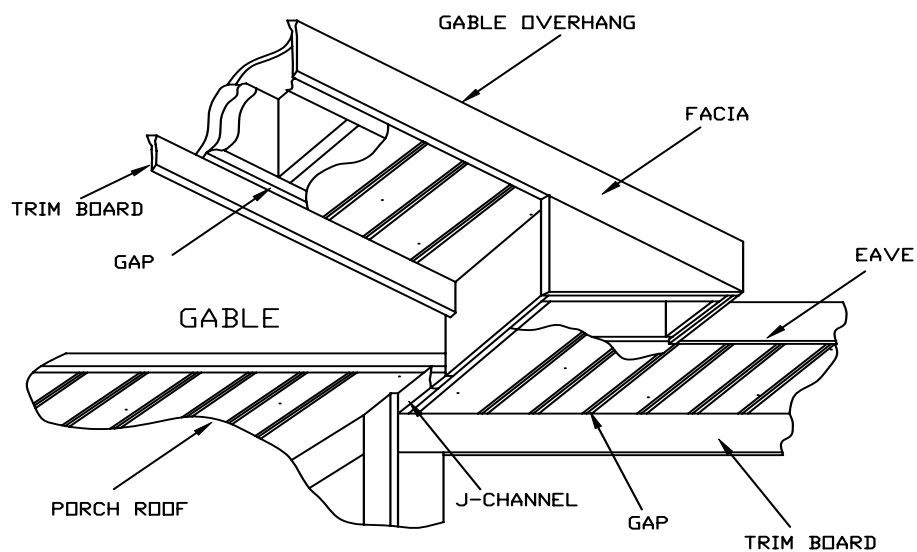 GABLE OVERHANG
FACIA
TRIM BOARD
GAP
EAVE
GABLE
PORCH ROOF
J-CHANNEL
GAP
TRIM BOARD